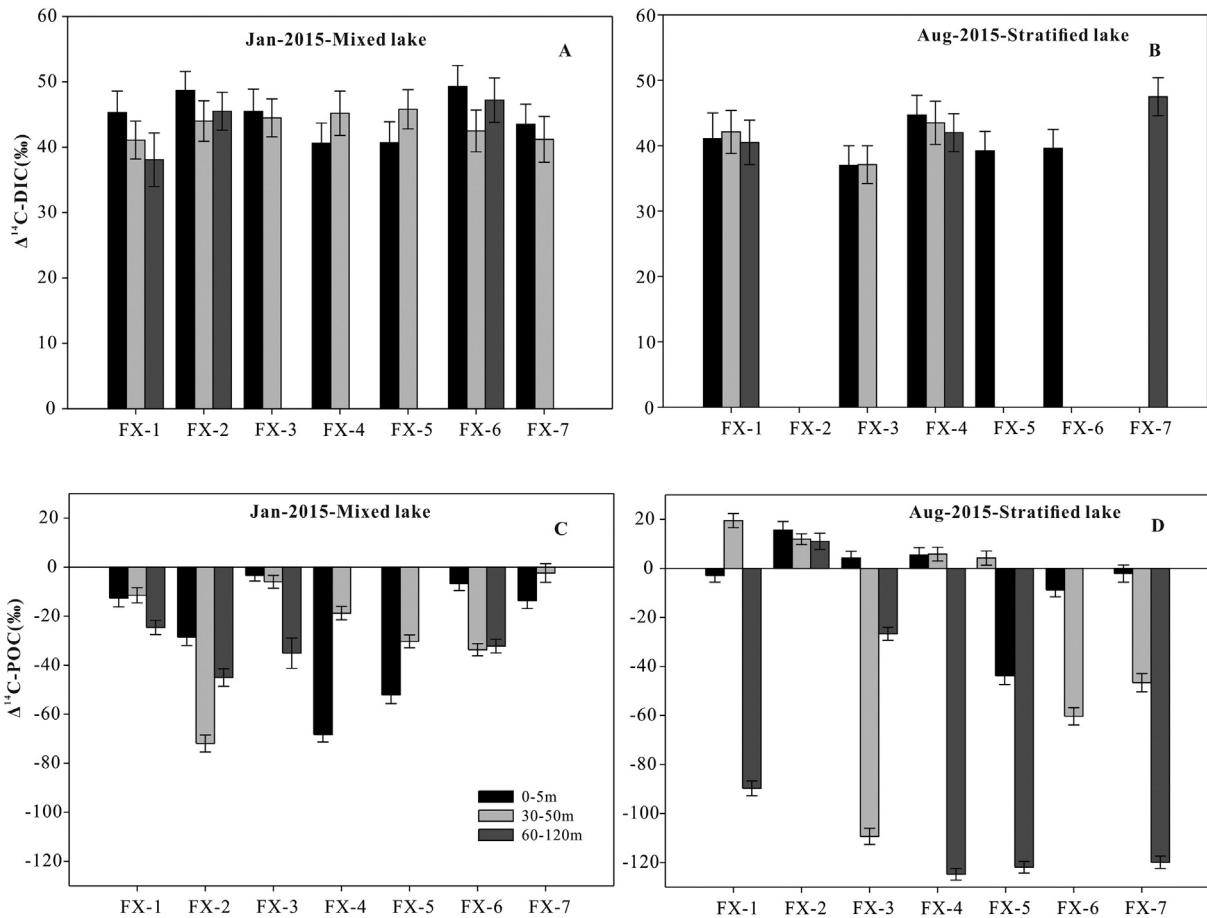 Jan-2015-Mixed lake
A
Δ¹⁴C-DIC(‰)
60
50
40
30
20
10
0
FX-1 FX-2 FX-3 FX-4 FX-5 FX-6 FX-7
Aug-2015-Stratified lake
B
60
50
40
30
20
10
0
FX-1 FX-2 FX-3 FX-4 FX-5 FX-6 FX-7
Jan-2015-Mixed lake
C
Δ¹⁴C-POC(‰)
20
0
-20
-40
-60
-80
-100
-120
0-5m
30-50m
60-120m
FX-1 FX-2 FX-3 FX-4 FX-5 FX-6 FX-7
Aug-2015-Stratified lake
D
20
0
-20
-40
-60
-80
-100
-120
FX-1 FX-2 FX-3 FX-4 FX-5 FX-6 FX-7